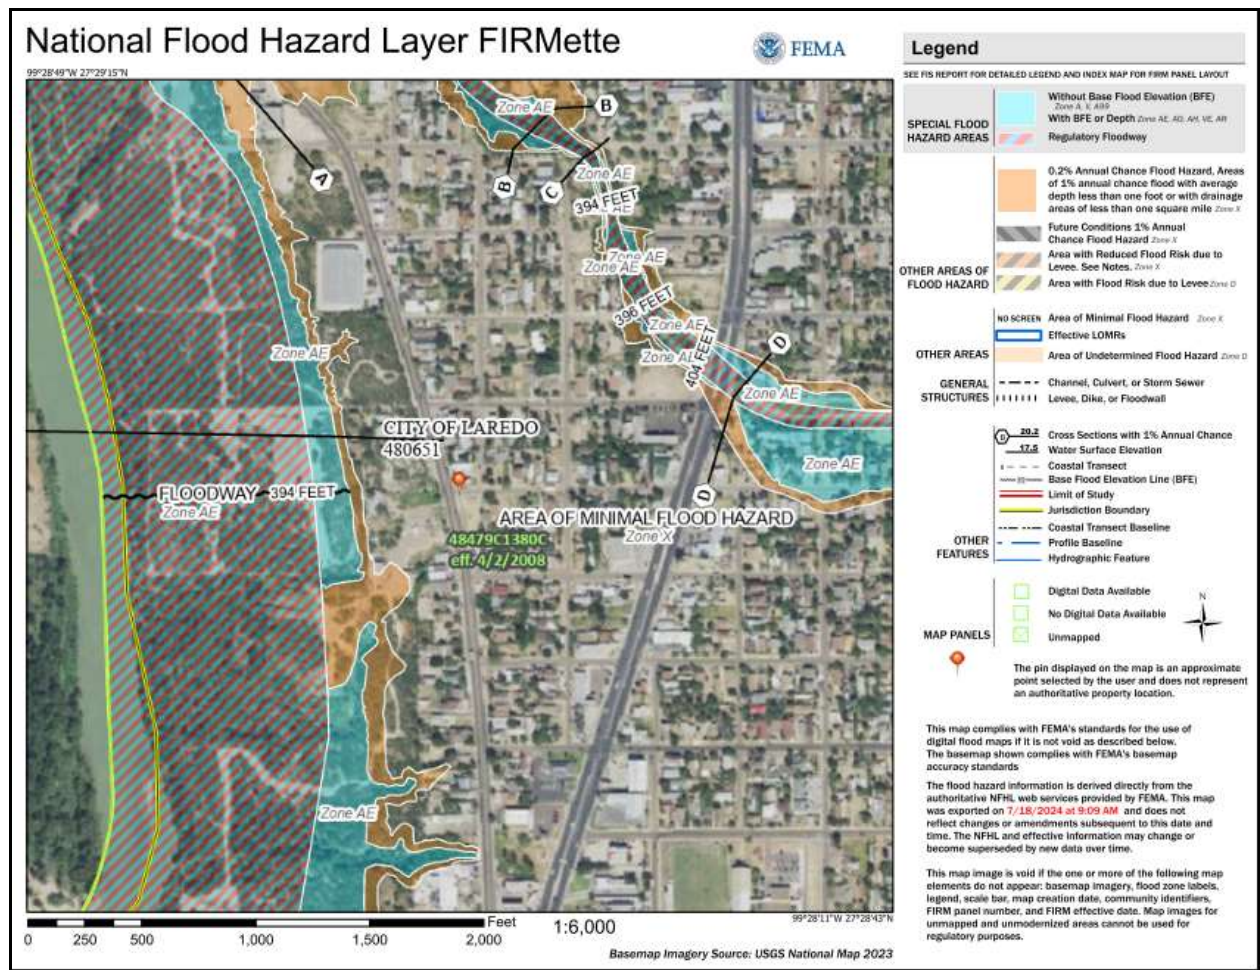 National Flood Hazard Layer FIRMette
FEMA
99°28'49"W 27°29'15"N
Zone AE
B
A
B
C
Zone AE
394 FEET
AE
Zone AE
Zone AE
396 FEET
Zone AE
Zone AE
404 FEET
D
Zone AE
Zone AE
CITY OF LAREDO
480651
FLOODWAY 394 FEET
Zone AE
Zone AE
D
AREA OF MINIMAL FLOOD HAZARD
Zone X
48479C1380C
eff. 4/2/2008
Zone AE
Feet
1:6,000
99°28'11"W 27°28'43"N
0 250 500 1,000 1,500 2,000
Basemap Imagery Source: USGS National Map 2023
Legend
SEE FIS REPORT FOR DETAILED LEGEND AND INDEX MAP FOR FIRM PANEL LAYOUT
SPECIAL FLOOD
HAZARD AREAS
Without Base Flood Elevation (BFE)
Zone A, V, A99
With BFE or Depth Zone AE, AO, AH, VE, AR
Regulatory Floodway
0.2% Annual Chance Flood Hazard, Areas
of 1% annual chance flood with average
depth less than one foot or with drainage
areas of less than one square mile Zone X
Future Conditions 1% Annual
Chance Flood Hazard Zone X
Area with Reduced Flood Risk due to
Levee. See Notes. Zone X
Area with Flood Risk due to Levee Zone D
OTHER AREAS OF
FLOOD HAZARD
NO SCREEN Area of Minimal Flood Hazard Zone X
Effective LOMRs
OTHER AREAS
Area of Undetermined Flood Hazard Zone D
GENERAL
STRUCTURES
Channel, Culvert, or Storm Sewer
Levee, Dike, or Floodwall
B 20.2 Cross Sections with 1% Annual Chance
17.5 Water Surface Elevation
Coastal Transect
Base Flood Elevation Line (BFE)
Limit of Study
Jurisdiction Boundary
Coastal Transect Baseline
OTHER
FEATURES
Profile Baseline
Hydrographic Feature
Digital Data Available
No Digital Data Available
MAP PANELS
Unmapped
N
The pin displayed on the map is an approximate
point selected by the user and does not represent
an authoritative property location.
This map complies with FEMA's standards for the use of
digital flood maps if it is not void as described below.
The basemap shown complies with FEMA's basemap
accuracy standards
The flood hazard information is derived directly from the
authoritative NFHL web services provided by FEMA. This map
was exported on 7/18/2024 at 9:09 AM and does not
reflect changes or amendments subsequent to this date and
time. The NFHL and effective information may change or
become superseded by new data over time.
This map image is void if the one or more of the following map
elements do not appear: basemap imagery, flood zone labels,
legend, scale bar, map creation date, community identifiers,
FIRM panel number, and FIRM effective date. Map images for
unmapped and unmodernized areas cannot be used for
regulatory purposes.